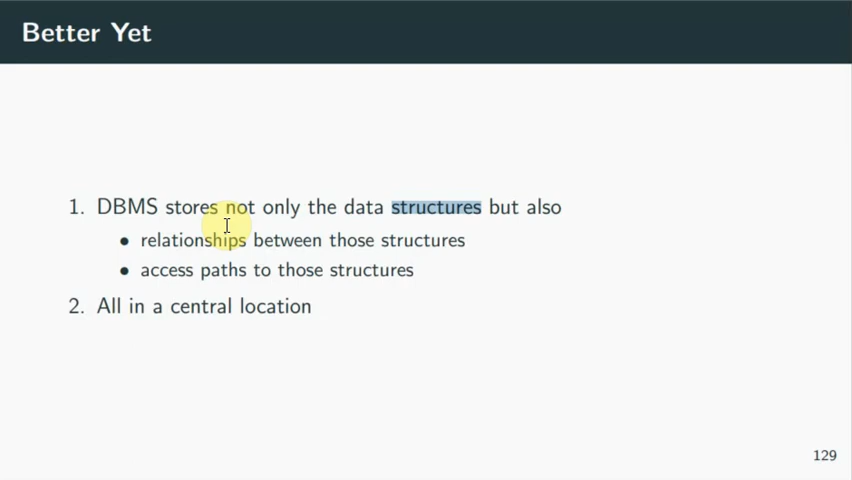 Better Yet
1. DBMS stores not only the data structures but also
• relationships between those structures
• access paths to those structures
2. All in a central location
129